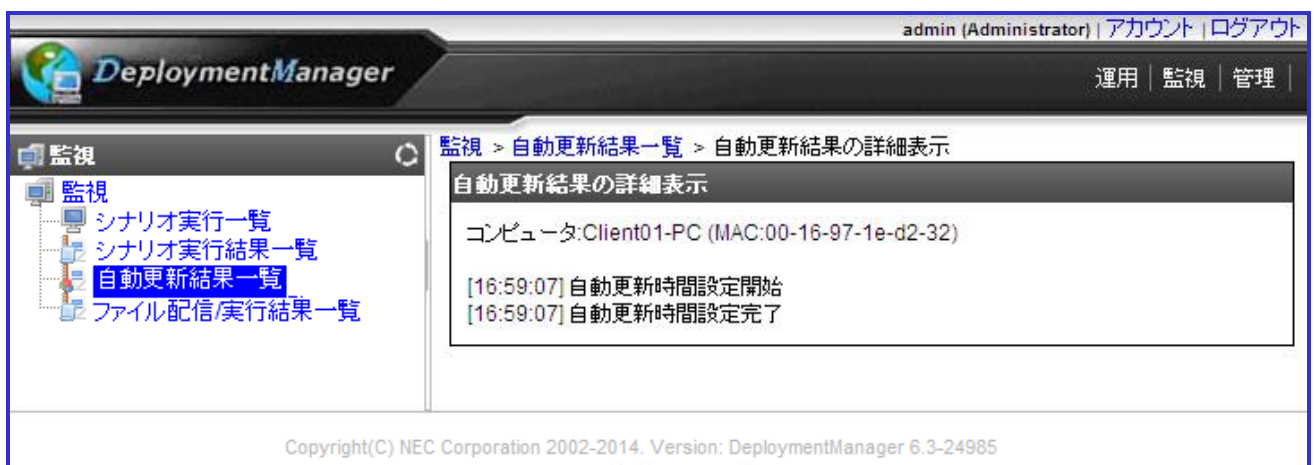 admin (Administrator) | アカウント | ログアウト
DeploymentManager
運用 | 監視 | 管理 |
監視
監視
シナリオ実行一覧
シナリオ実行結果一覧
自動更新結果一覧
ファイル配信/実行結果一覧
監視 > 自動更新結果一覧 > 自動更新結果の詳細表示
自動更新結果の詳細表示
コンピュータ:Client01-PC (MAC:00-16-97-1e-d2-32)
[16:59:07] 自動更新時間設定開始
[16:59:07] 自動更新時間設定完了
Copyright(C) NEC Corporation 2002-2014. Version: DeploymentManager 6.3-24985